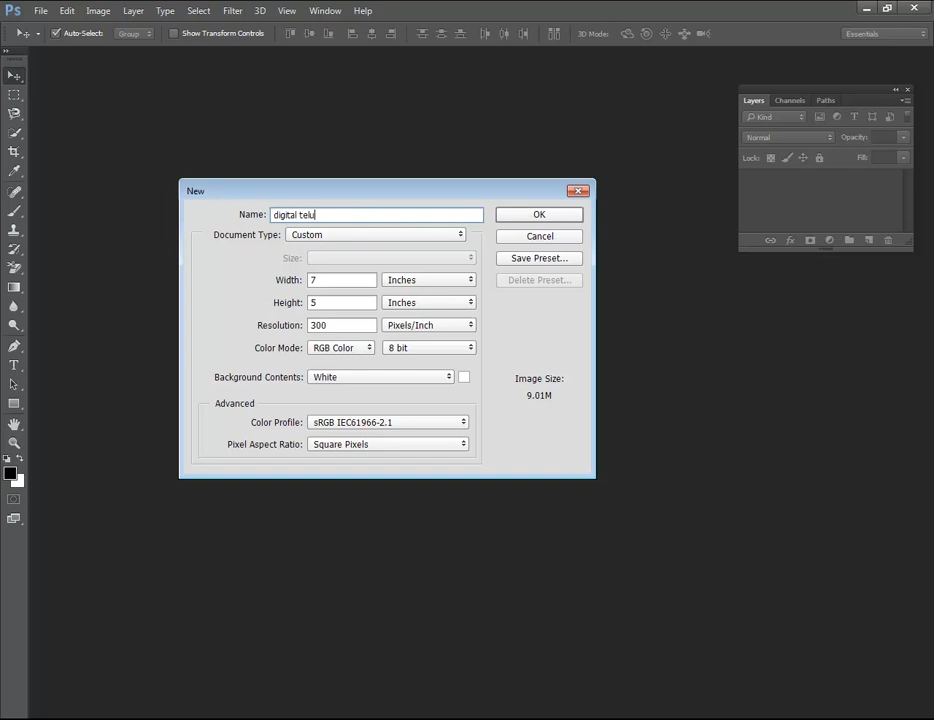 Ps File Edit Image Layer Type Select Filter 3D View Window Help
Auto-Select: Group Show Transform Controls 3D Mode: Essentials
Layers Channels Paths
Kind
Normal Opacity:
Lock: Fill:
New
Name: digital telu OK
Document Type: Custom Cancel
Size: Save Preset...
Width: 7 Inches Delete Preset...
Height: 5 Inches
Resolution: 300 Pixels/Inch
Color Mode: RGB Color 8 bit
Background Contents: White Image Size:
9.01M
Advanced
Color Profile: sRGB IEC61966-2.1
Pixel Aspect Ratio: Square Pixels